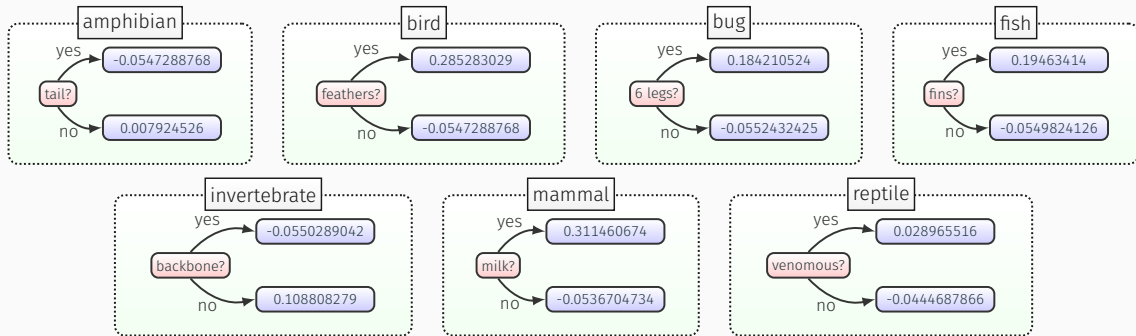 amphibian
yes
-0.0547288768
tail?
no
0.007924526
bird
yes
0.285283029
feathers?
no
-0.0547288768
bug
yes
0.184210524
6 legs?
no
-0.0552432425
fish
yes
0.19463414
fins?
no
-0.0549824126
invertebrate
yes
-0.0550289042
backbone?
no
0.108808279
mammal
yes
0.311460674
milk?
no
-0.0536704734
reptile
yes
0.028965516
venomous?
no
-0.0444687866